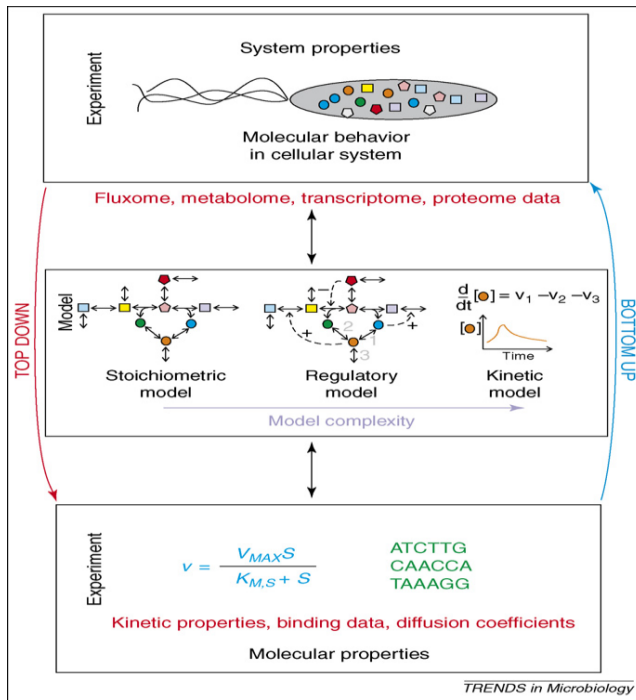 System properties
Experiment
Molecular behavior
in cellular system
Fluxome, metabolome, transcriptome, proteome data
TOP DOWN
BOTTOM UP
Model
–
+
+
2
1
3
d/dt [ ] = v1 – v2 – v3
[ ]
Time
Stoichiometric
model
Regulatory
model
Kinetic
model
Model complexity
Experiment
v = VMAXS / KM,S + S
ATCTTG
CAACCA
TAAAGG
Kinetic properties, binding data, diffusion coefficients
Molecular properties
TRENDS in Microbiology